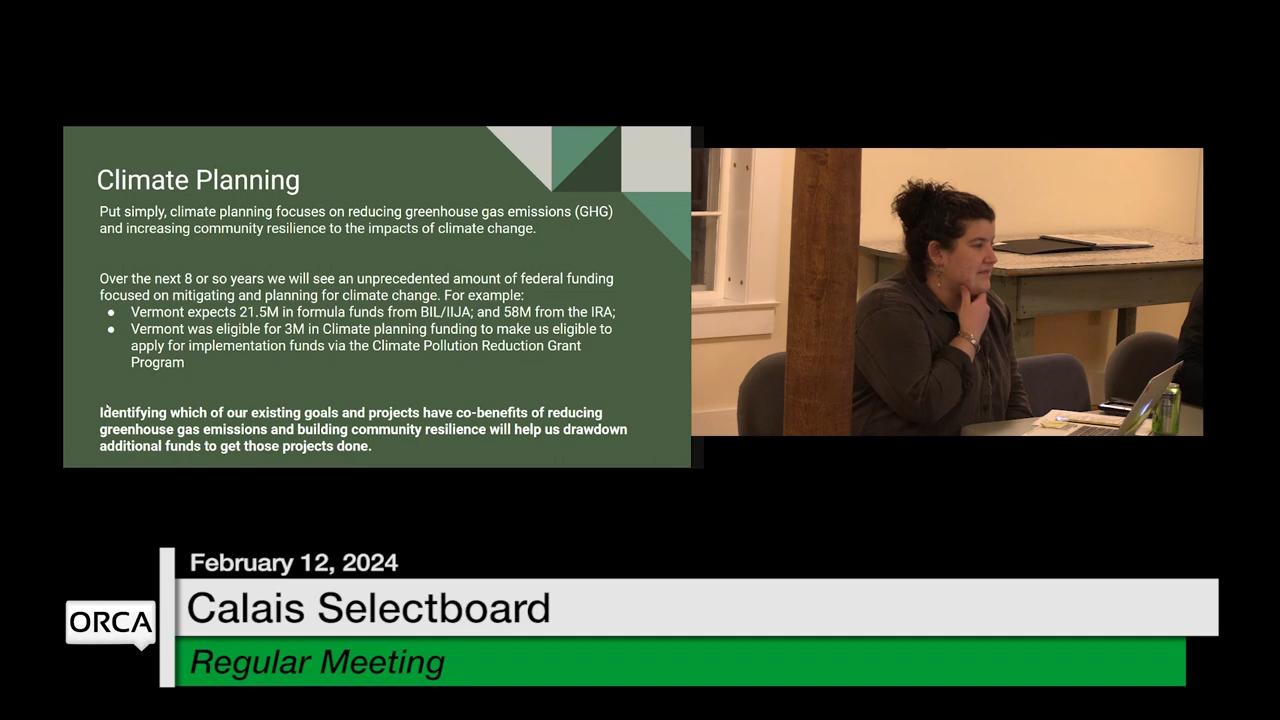 Climate Planning
Put simply, climate planning focuses on reducing greenhouse gas emissions (GHG)
and increasing community resilience to the impacts of climate change.
Over the next 8 or so years we will see an unprecedented amount of federal funding
focused on mitigating and planning for climate change. For example:
● Vermont expects 21.5M in formula funds from BIL/IIJA; and 58M from the IRA;
● Vermont was eligible for 3M in Climate planning funding to make us eligible to
apply for implementation funds via the Climate Pollution Reduction Grant
Program
Identifying which of our existing goals and projects have co-benefits of reducing
greenhouse gas emissions and building community resilience will help us drawdown
additional funds to get those projects done.
February 12, 2024
Calais Selectboard
ORCA
Regular Meeting